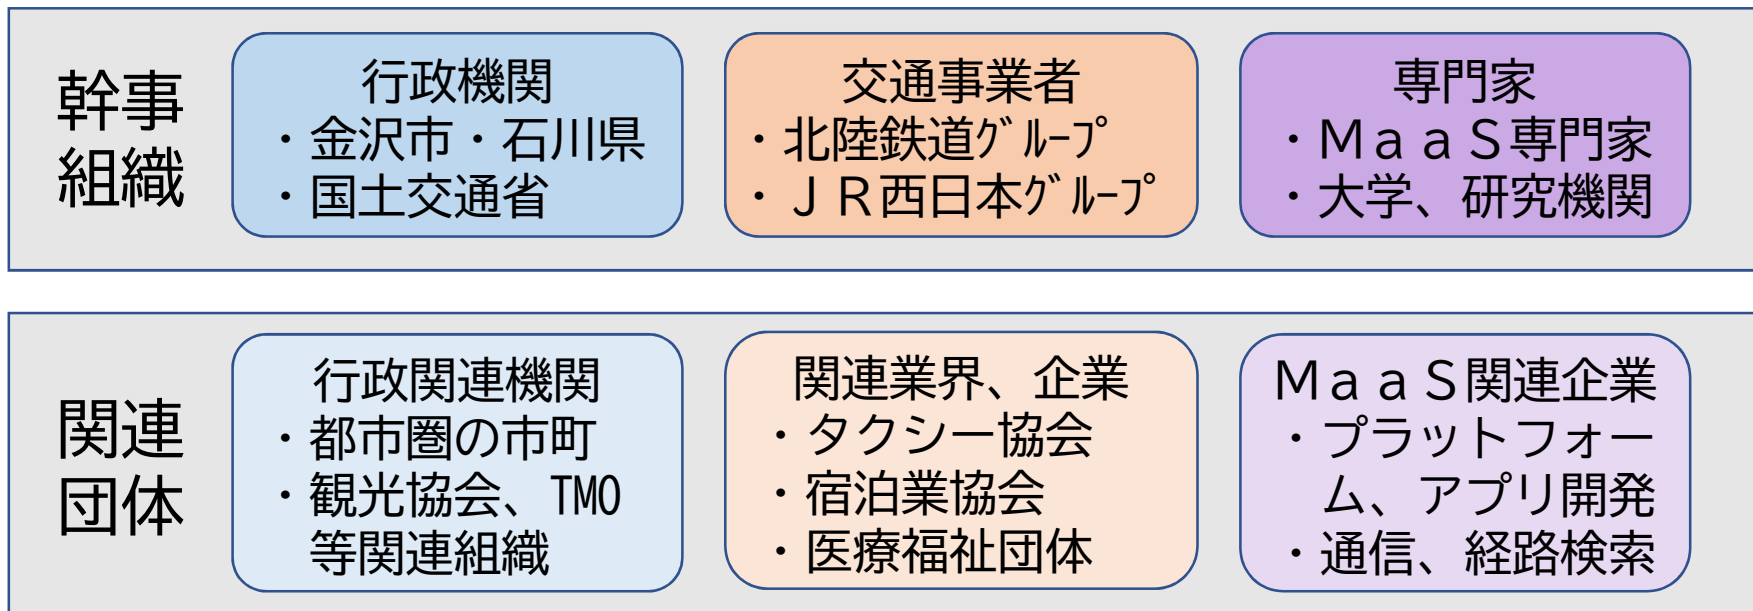 幹事
組織
行政機関
・金沢市・石川県
・国土交通省
交通事業者
・北陸鉄道ｸﾞﾙｰﾌﾟ
・ＪＲ西日本ｸﾞﾙｰﾌﾟ
専門家
・ＭａａＳ専門家
・大学、研究機関
関連
団体
行政関連機関
・都市圏の市町
・観光協会、TMO
等関連組織
関連業界、企業
・タクシー協会
・宿泊業協会
・医療福祉団体
ＭａａＳ関連企業
・プラットフォー
ム、アプリ開発
・通信、経路検索